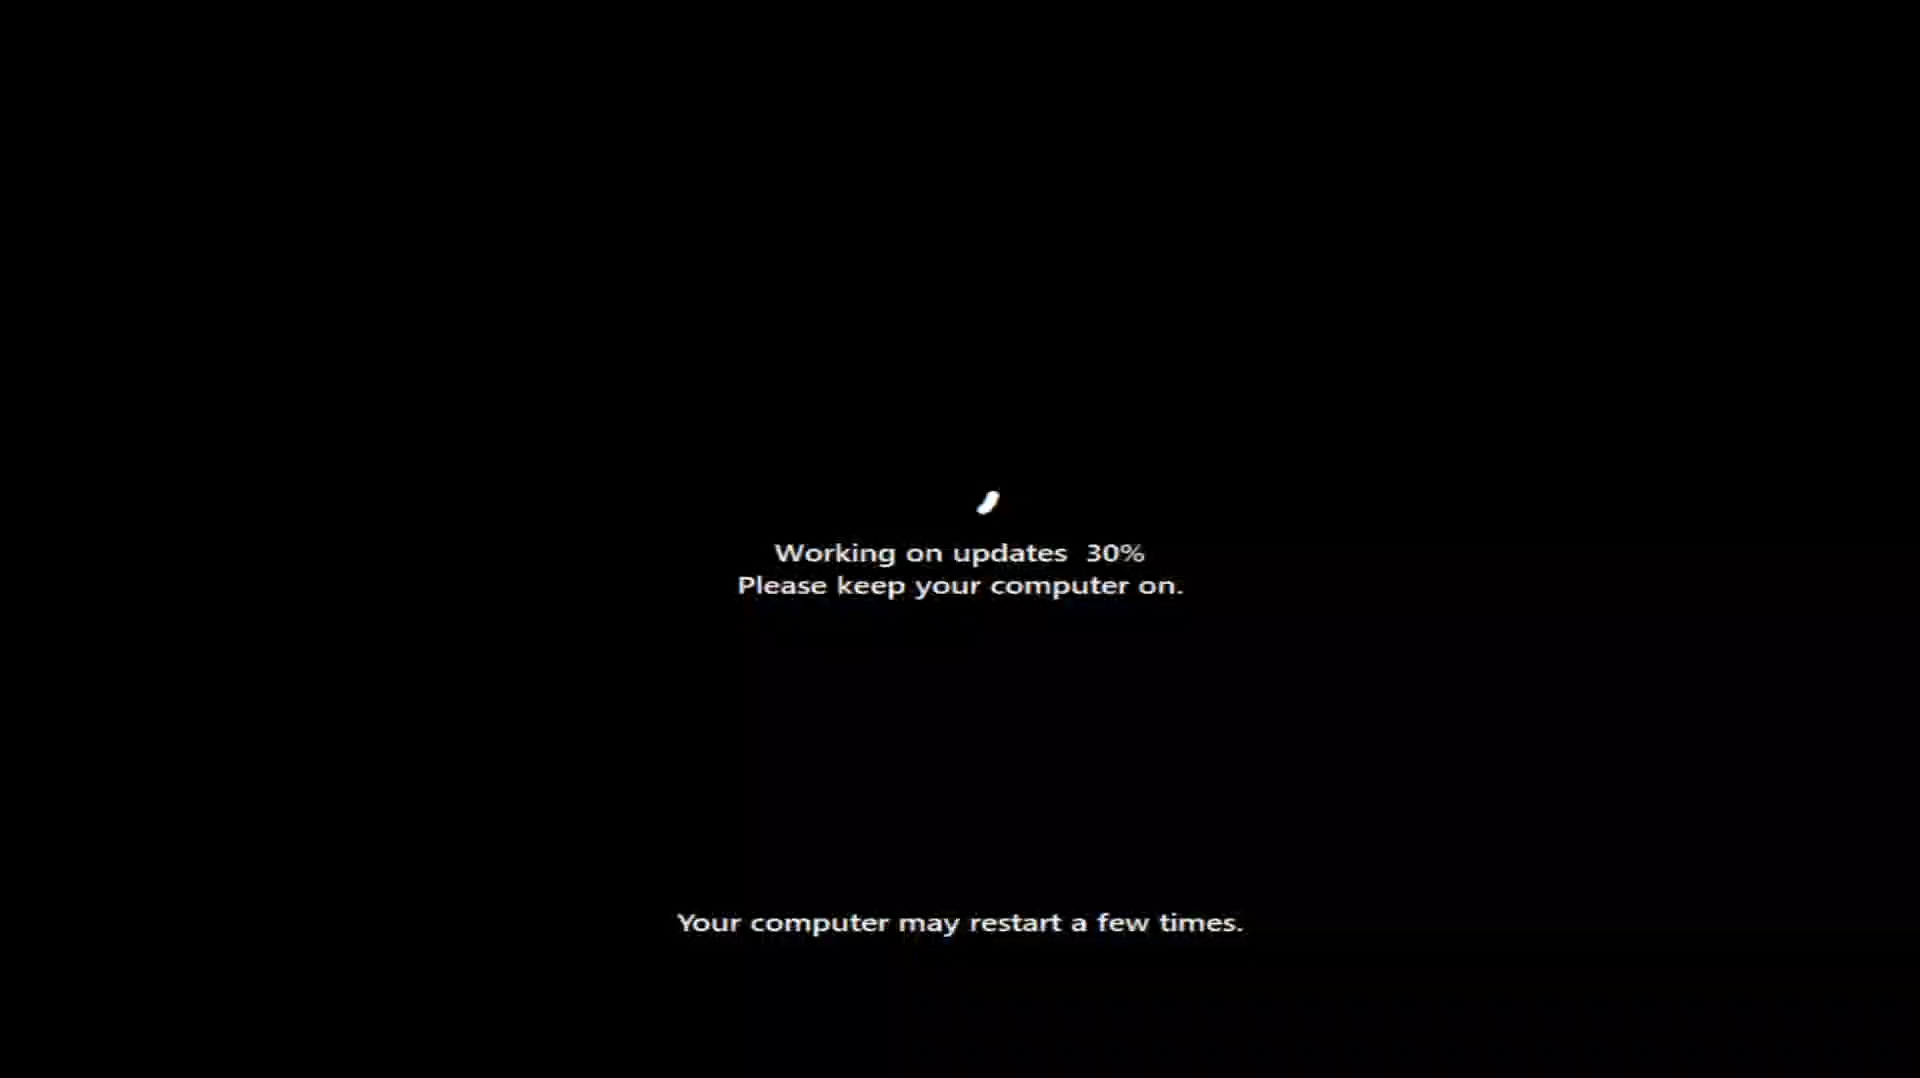 Working on updates 30%
Please keep your computer on.
Your computer may restart a few times.